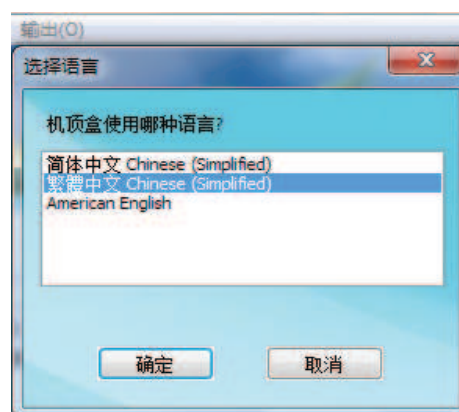 输出(O)
选择语言
机顶盒使用哪种语言?
简体中文 Chinese (Simplified)
繁體中文 Chinese (Simplified)
American English
确定
取消